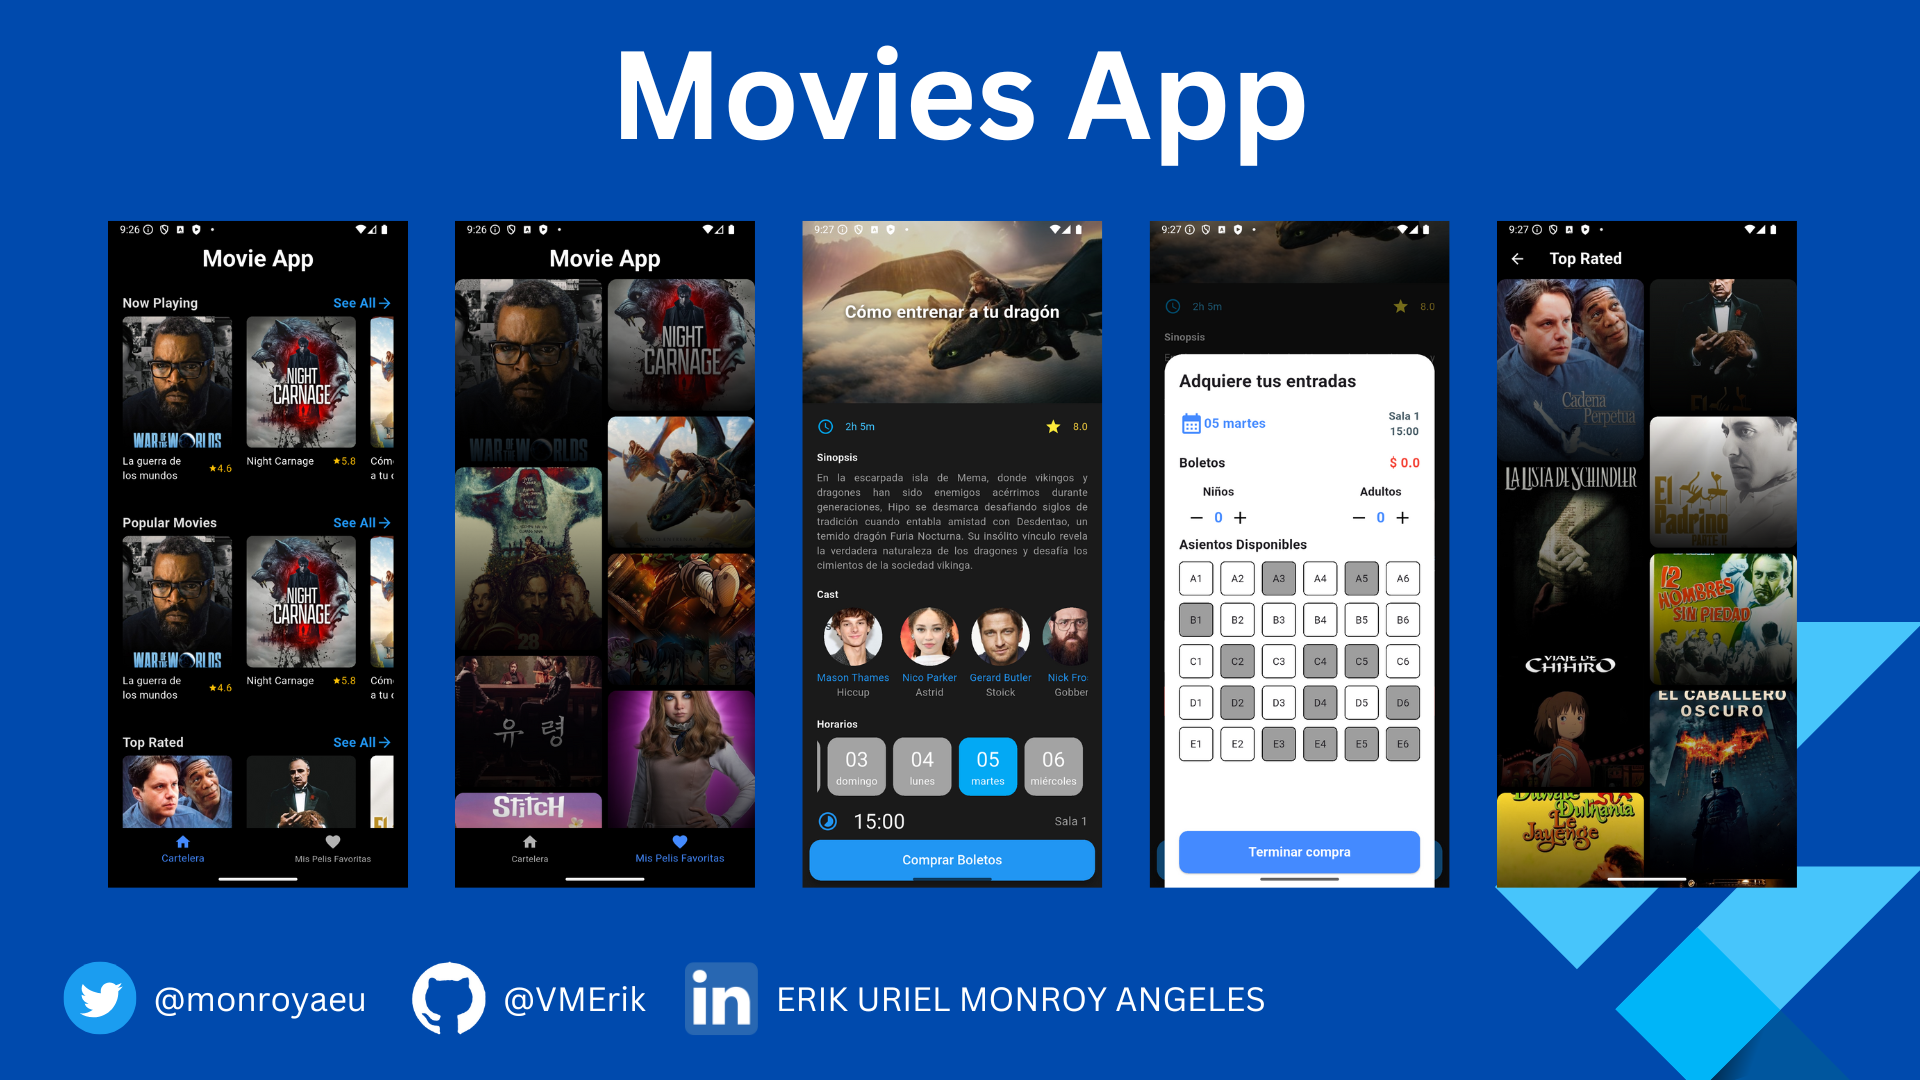 Movies App
9:26
Movie App
Now Playing
See All
WAR OF THE WORLDS
NIGHT
CARNAGE
La guerra de
los mundos
4.6
Night Carnage
5.8
Cóm
a tu
Popular Movies
See All
WAR OF THE WORLDS
NIGHT
CARNAGE
La guerra de
los mundos
4.6
Night Carnage
5.8
Cóm
a tu
Top Rated
See All
Cartelera
Mis Pelis Favoritas
9:26
Movie App
WAR OF THE WORLDS
NIGHT
CARNAGE
28
유령
STITCH
Cartelera
Mis Pelis Favoritas
9:27
Cómo entrenar a tu dragón
2h 5m
8.0
Sinopsis
En la escarpada isla de Mema, donde vikingos y
dragones han sido enemigos acérrimos durante
generaciones, Hipo se desmarca desafiando siglos de
tradición cuando entabla amistad con Desdentao, un
temido dragón Furia Nocturna. Su insólito vínculo revela
la verdadera naturaleza de los dragones y desafía los
cimientos de la sociedad vikinga.
Cast
Mason Thames
Hiccup
Nico Parker
Astrid
Gerard Butler
Stoick
Nick Fro
Gobber
Horarios
03
domingo
04
lunes
05
martes
06
miércoles
15:00
Sala 1
Comprar Boletos
9:27
2h 5m
8.0
Sinopsis
Adquiere tus entradas
05 martes
Sala 1
15:00
Boletos
$ 0.0
Niños
Adultos
— 0 +
— 0 +
Asientos Disponibles
A1 A2 A3 A4 A5 A6
B1 B2 B3 B4 B5 B6
C1 C2 C3 C4 C5 C6
D1 D2 D3 D4 D5 D6
E1 E2 E3 E4 E5 E6
Terminar compra
9:27
Top Rated
Cadena
Perpetua
LA LISTA DE SCHINDLER
El
Padrino
PARTE II
12
HOMBRES
SIN PIEDAD
VIAJE DE
CHIHIRO
EL CABALLERO
OSCURO
Dilwale
Dulhania
Le
Jayenge
@monroyaeu
@VMErik
in
ERIK URIEL MONROY ANGELES